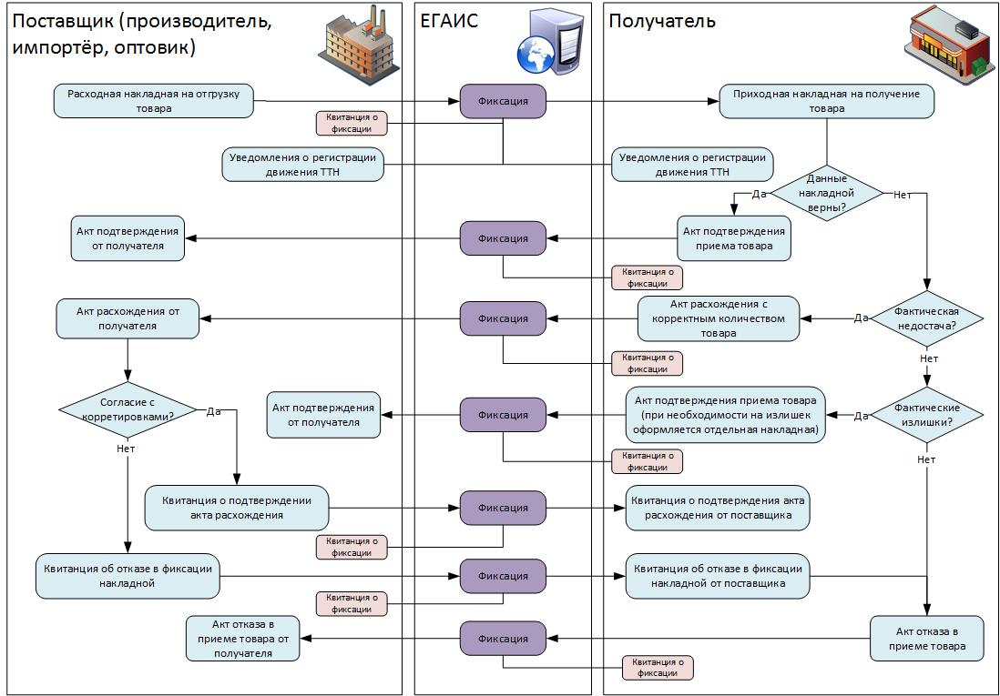 Поставщик (производитель,
импортёр, оптовик)
ЕГАИС
Получатель
Расходная накладная на отгрузку
товара
Фиксация
Приходная накладная на получение
товара
Квитанция о
фиксации
Уведомления о регистрации
движения ТТН
Уведомления о регистрации
движения ТТН
Данные
накладной
верны?
Да
Нет
Акт подтверждения
от получателя
Фиксация
Акт подтверждения
приема товара
Квитанция о
фиксации
Акт расхождения от
получателя
Фиксация
Акт расхождения с
корректным количеством
товара
Да
Фактическая
недостача?
Нет
Квитанция о
фиксации
Согласие с
корретировками?
Да
Нет
Акт подтверждения
от получателя
Фиксация
Акт подтверждения приема товара
(при необходимости на излишек
оформляется отдельная накладная)
Да
Фактические
излишки?
Нет
Квитанция о
фиксации
Квитанция о подтверждении
акта расхождения
Фиксация
Квитанция о подтверждения акта
расхождения от поставщика
Квитанция о
фиксации
Квитанция об отказе в фиксации
накладной
Фиксация
Квитанция об отказе в фиксации
накладной от поставщика
Квитанция о
фиксации
Акт отказа в
приеме товара от
получателя
Фиксация
Акт отказа в
приеме товара
Квитанция о
фиксации